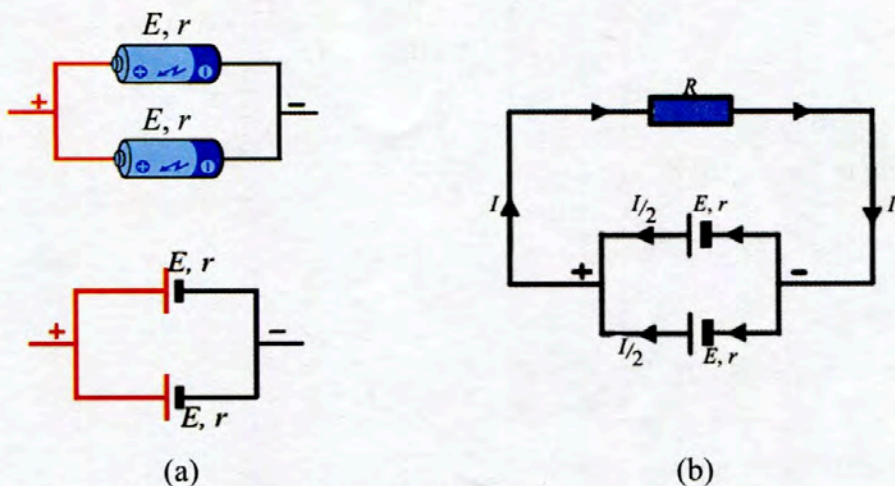 E, r
+ −
E, r
E, r
+ −
E, r
(a)
R
I I
I/2 E, r
+ −
I/2 E, r
(b)